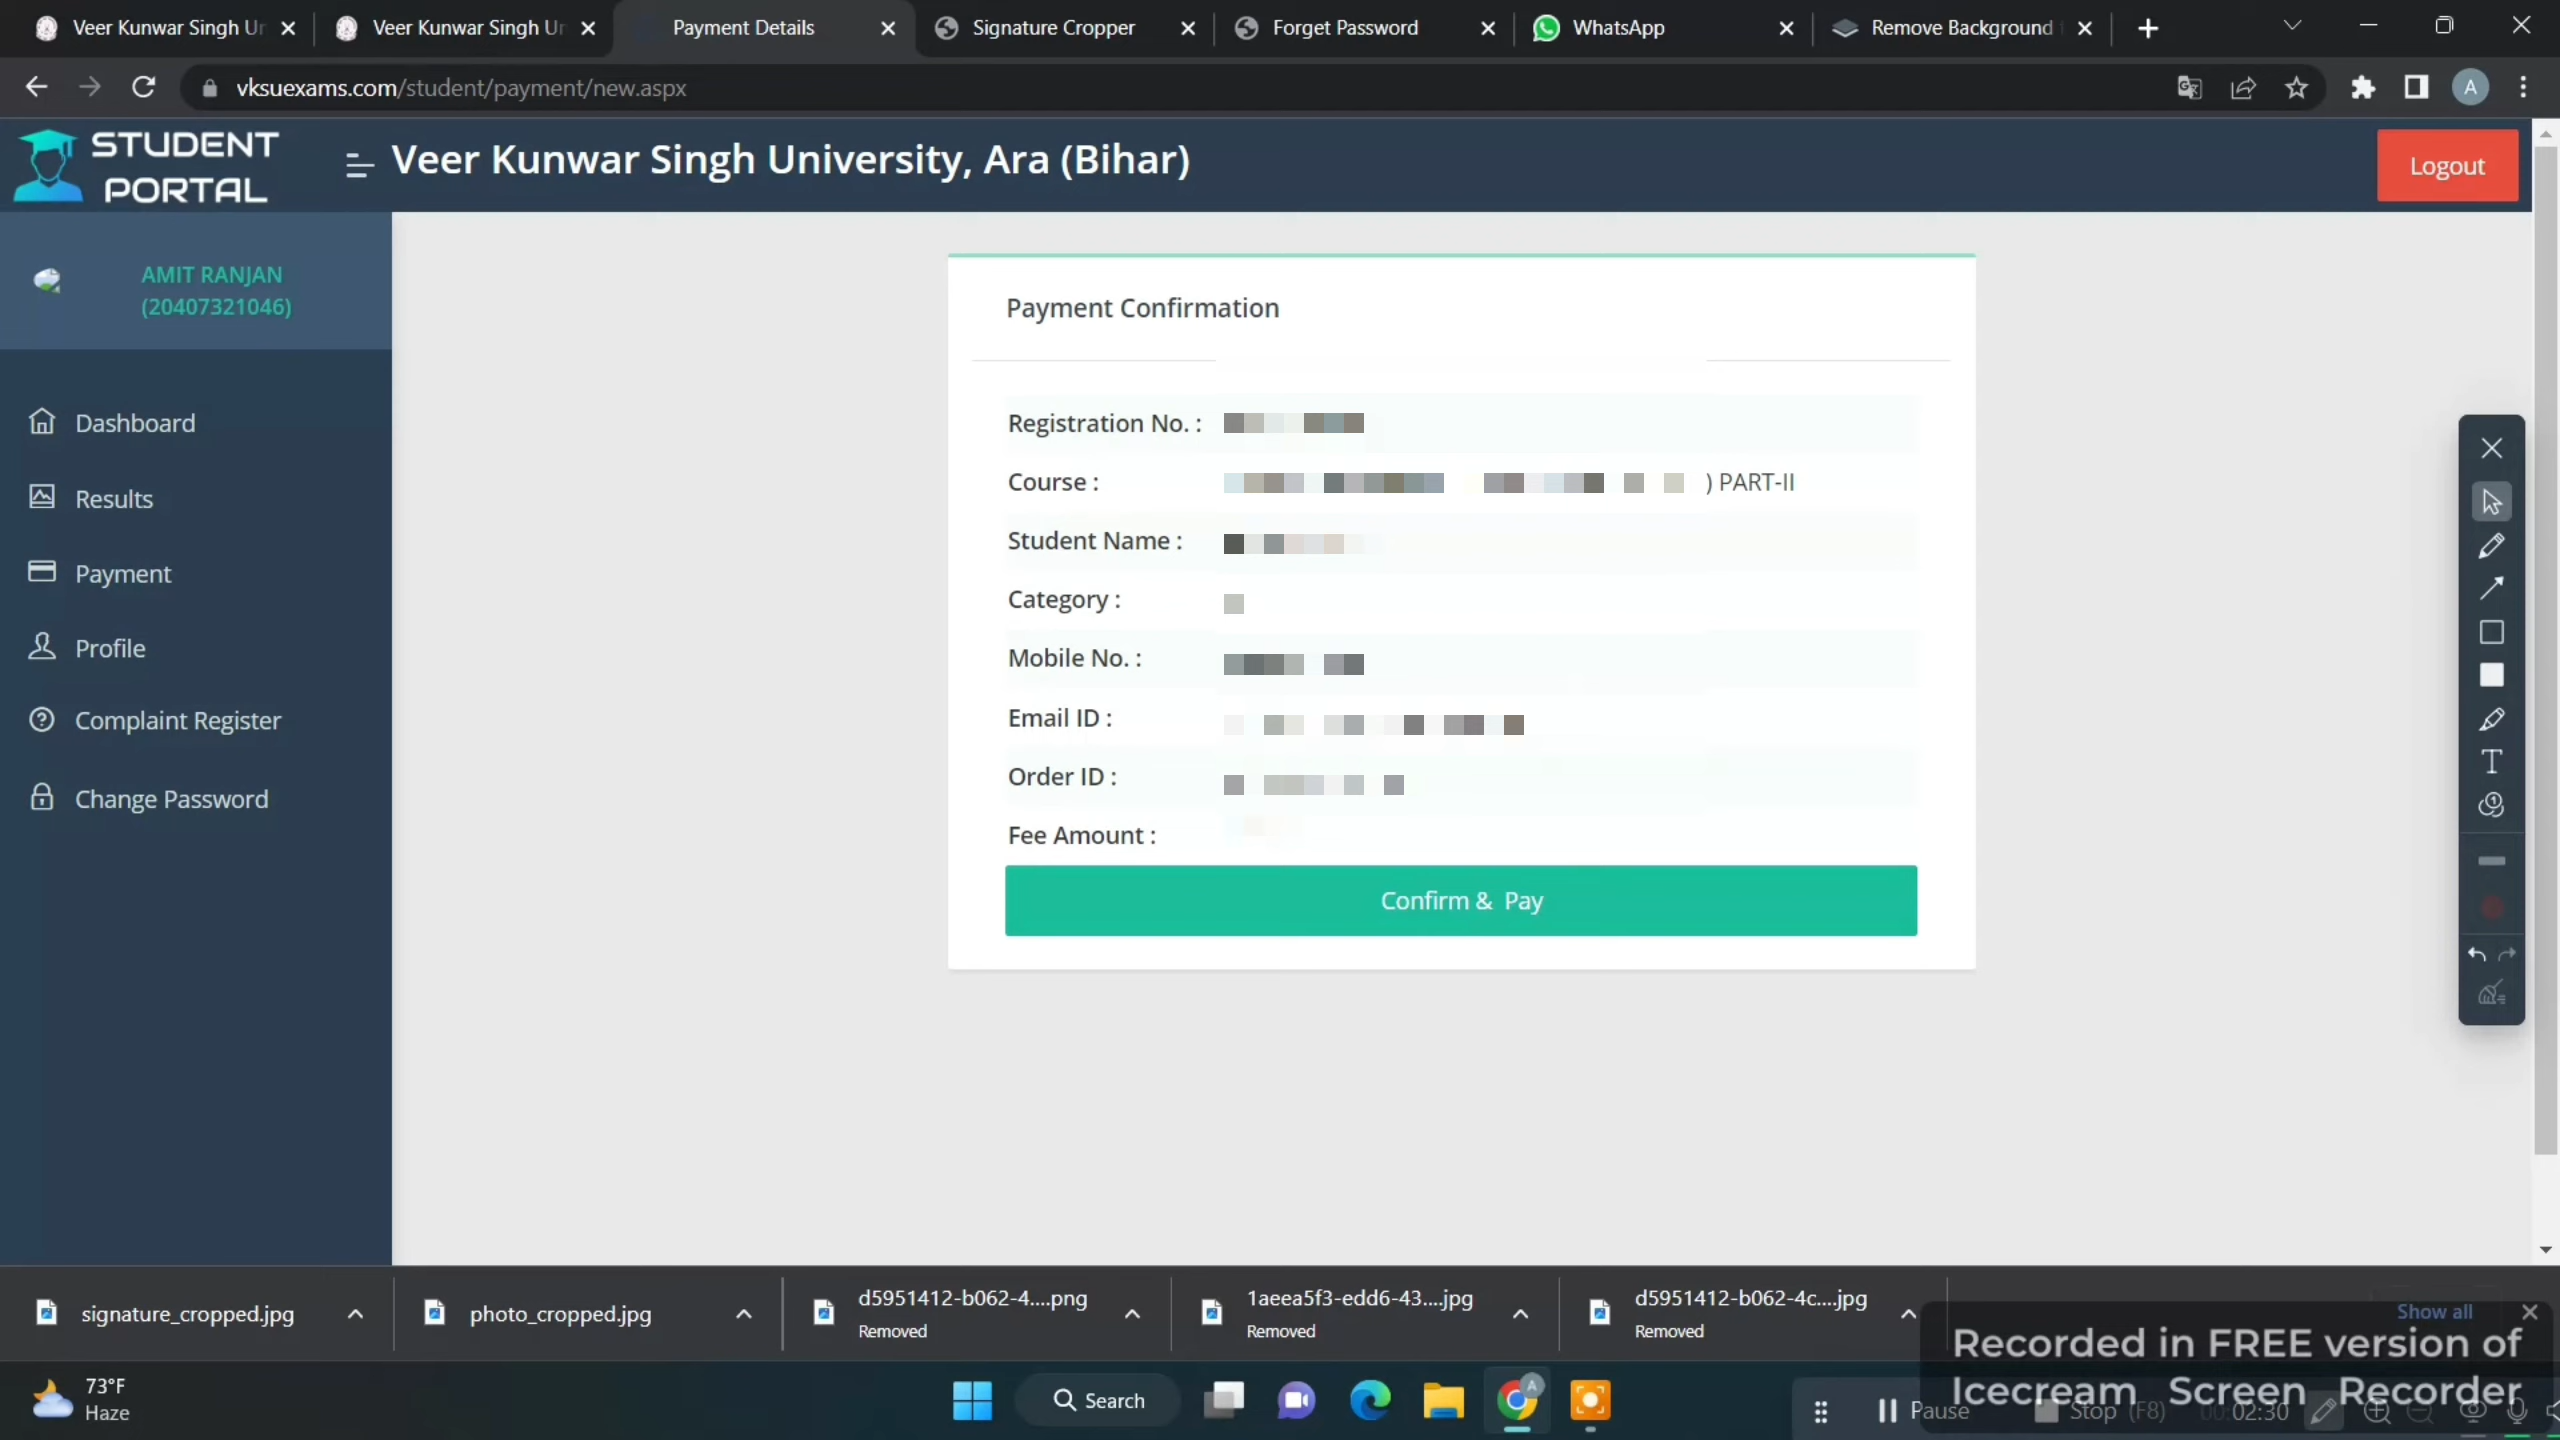 Veer Kunwar Singh Ur
Veer Kunwar Singh Ur
Payment Details
Signature Cropper
Forget Password
WhatsApp
Remove Background
vksuexams.com/student/payment/new.aspx
A
STUDENT
PORTAL
Veer Kunwar Singh University, Ara (Bihar)
Logout
AMIT RANJAN
(20407321046)
Dashboard
Results
Payment
Profile
Complaint Register
Change Password
Payment Confirmation
Registration No. :
Course :
) PART-II
Student Name :
Category :
Mobile No. :
Email ID :
Order ID :
Fee Amount :
Confirm & Pay
signature_cropped.jpg
photo_cropped.jpg
d5951412-b062-4....png
Removed
1aeea5f3-edd6-43....jpg
Removed
d5951412-b062-4c....jpg
Removed
Show all
Recorded in FREE version of
Icecream Screen Recorder
73°F
Haze
Search
Pause
Stop (F8)
00:02:30